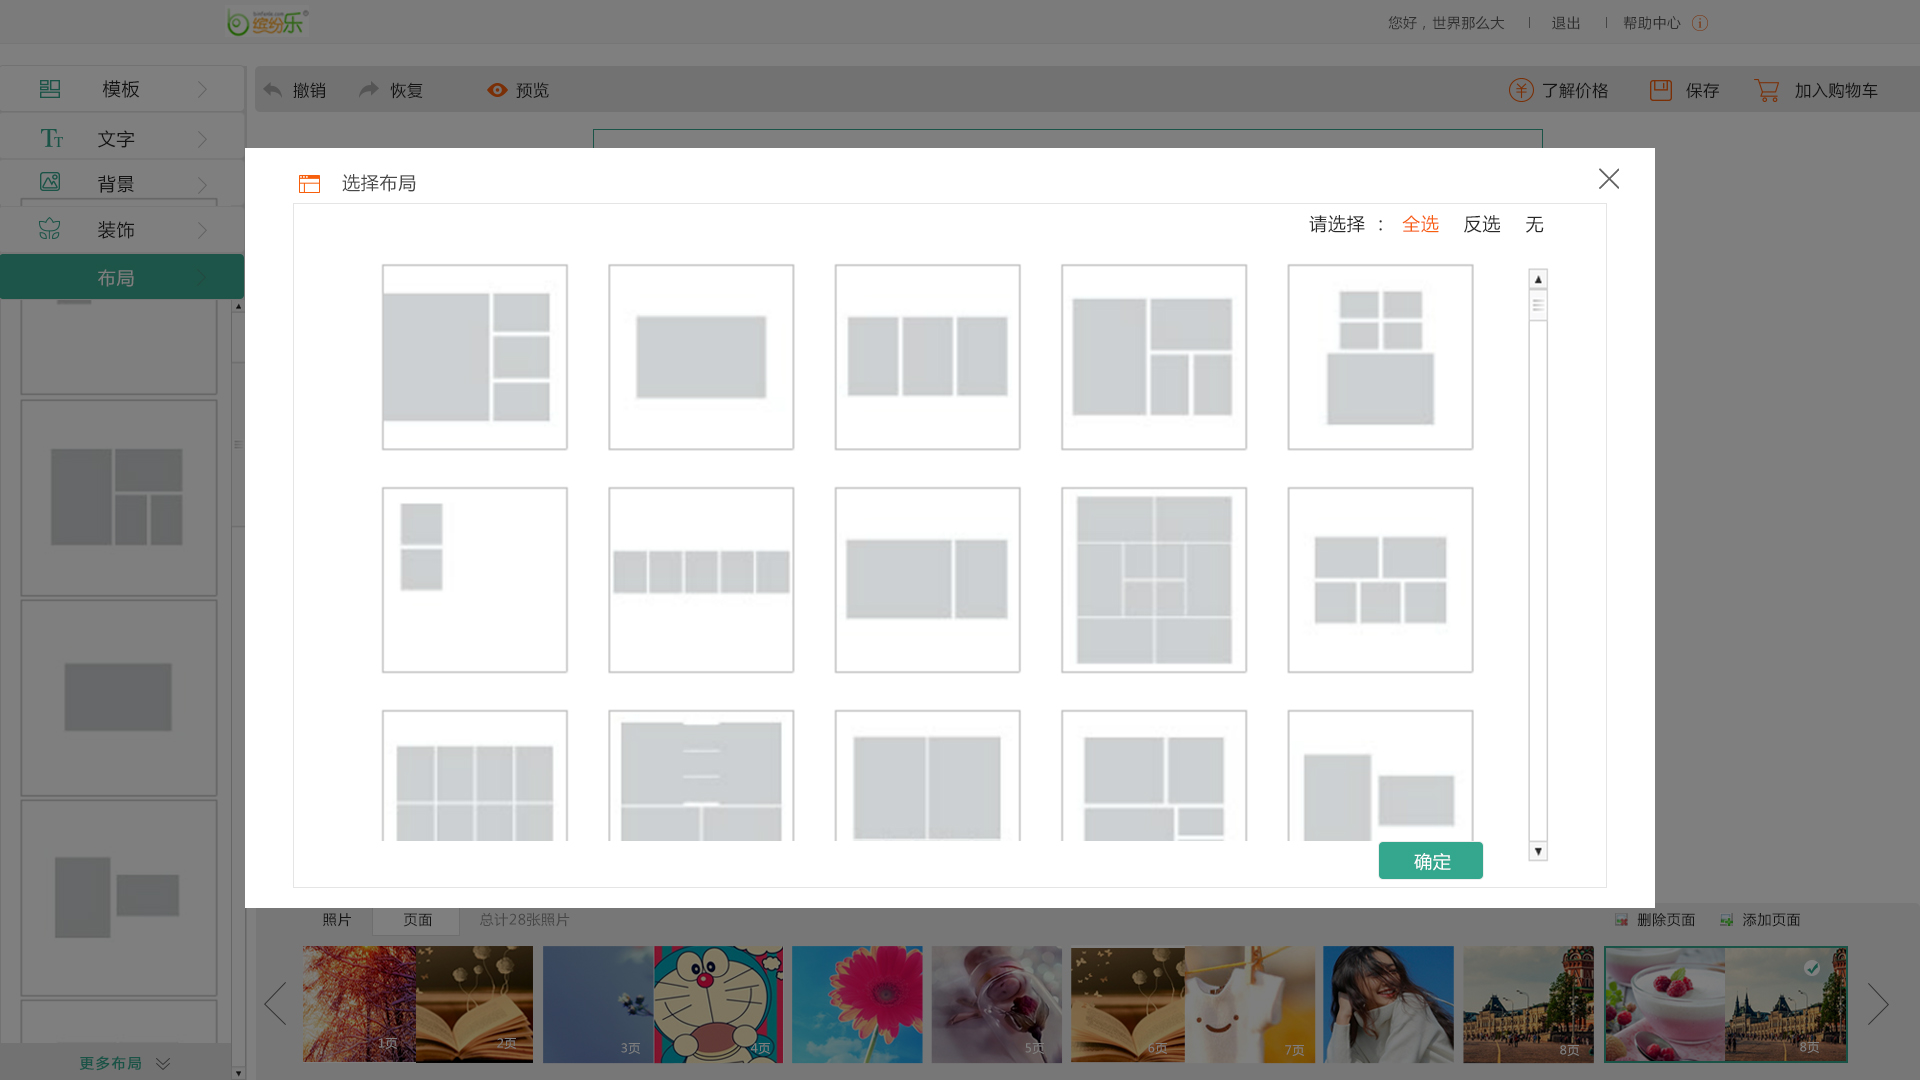 缤纷乐
您好，世界那么大
退出
帮助中心
模板
文字
背景
装饰
布局
撤销
恢复
预览
了解价格
保存
加入购物车
选择布局
请选择 ： 全选 反选 无
确定
照片
页面
总计28张照片
删除页面
添加页面
1页
2页
3页
4页
5页
6页
7页
8页
8页
更多布局